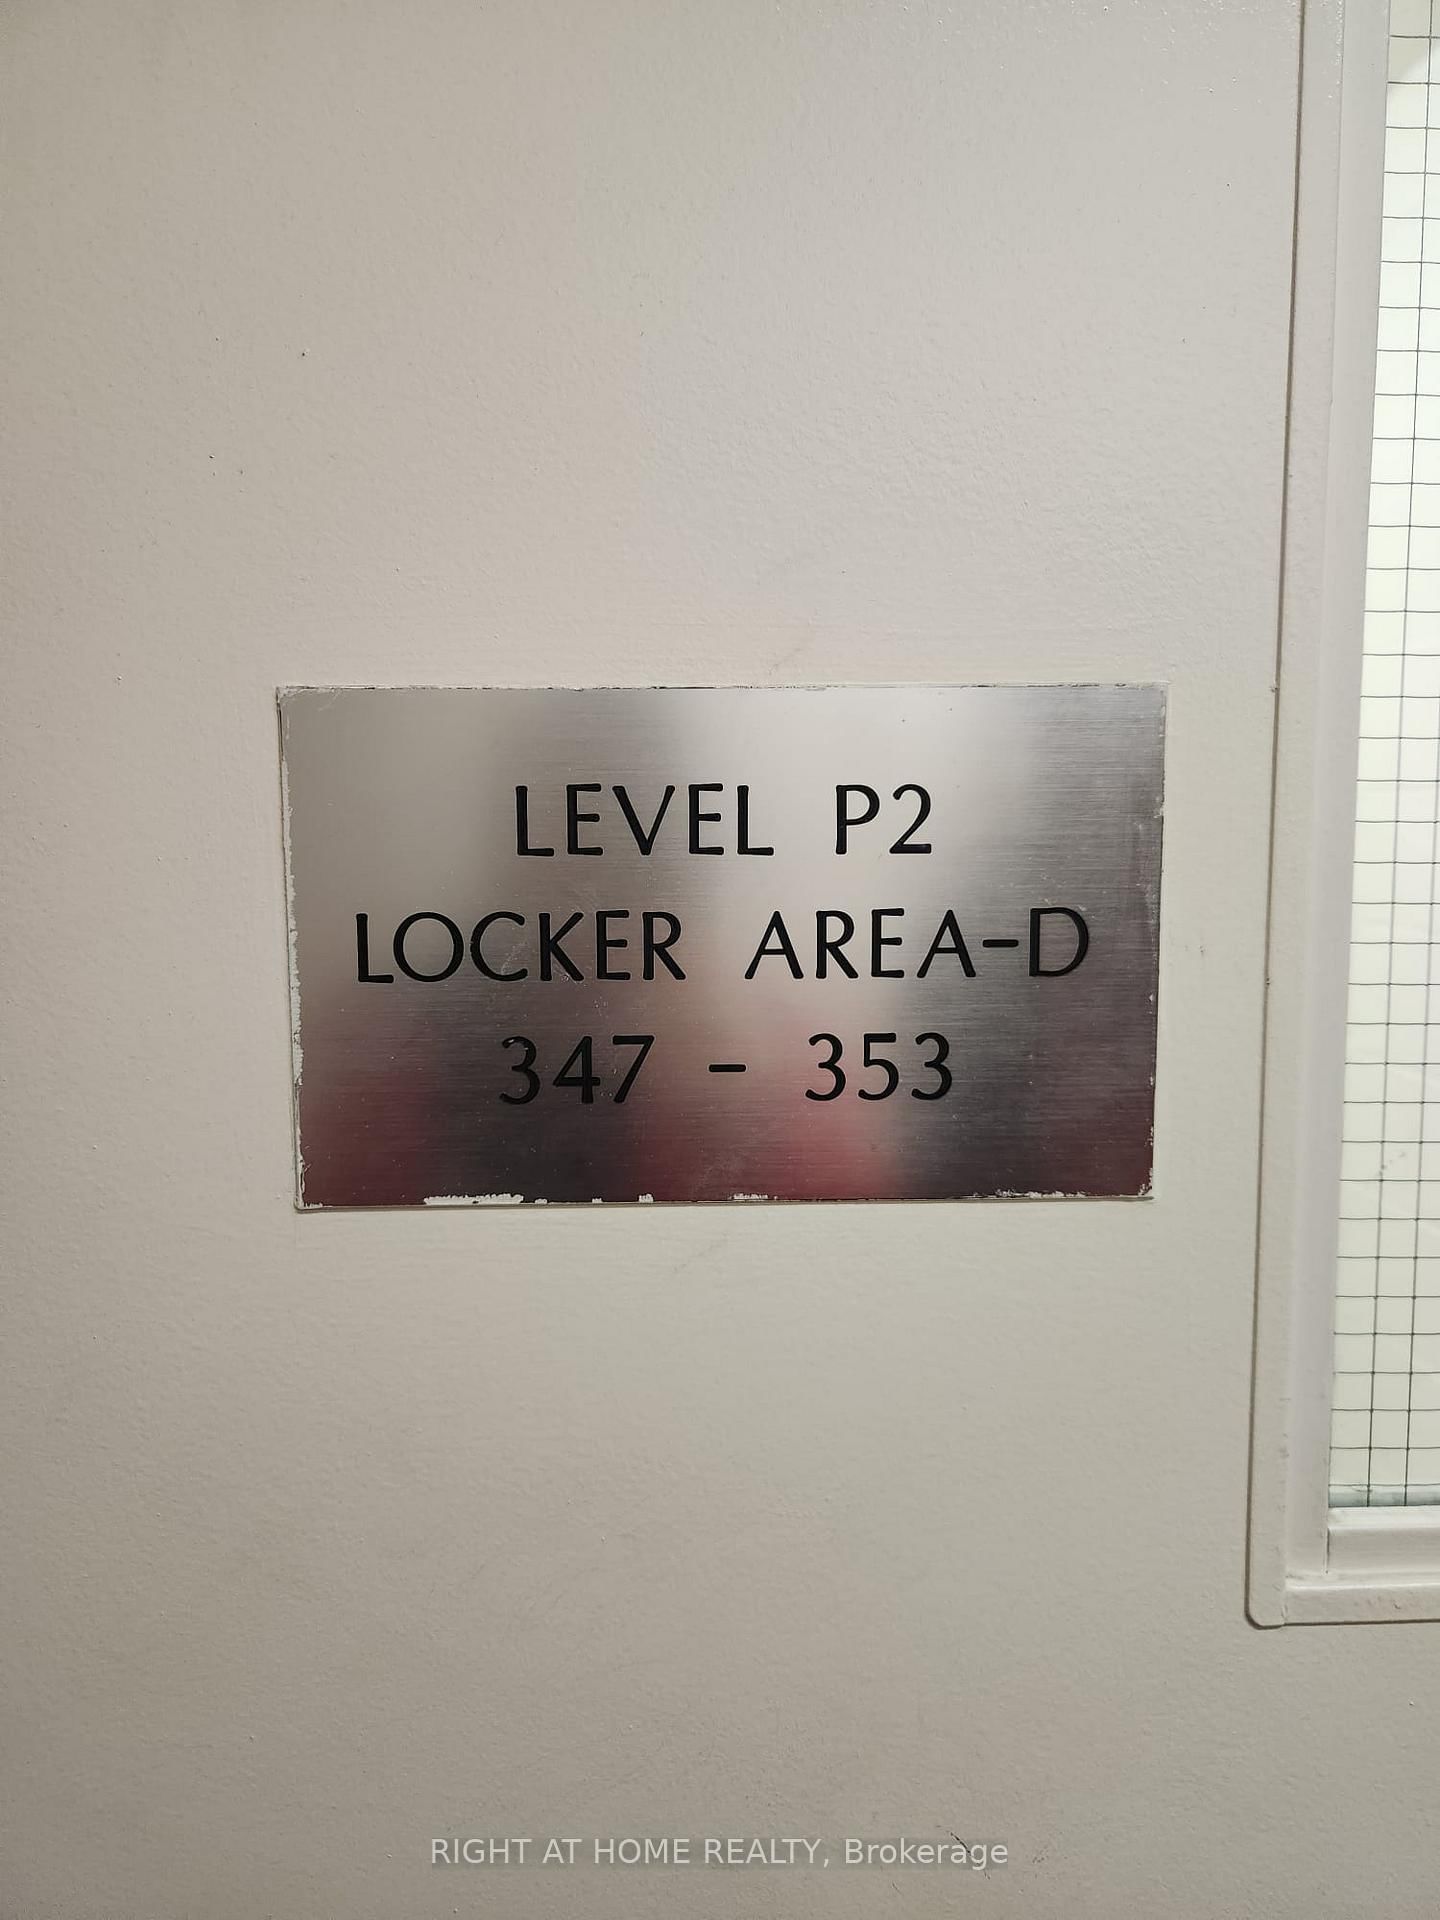 LEVEL P2
LOCKER AREA-D
347 - 353
RIGHT AT HOME REALTY, Brokerage